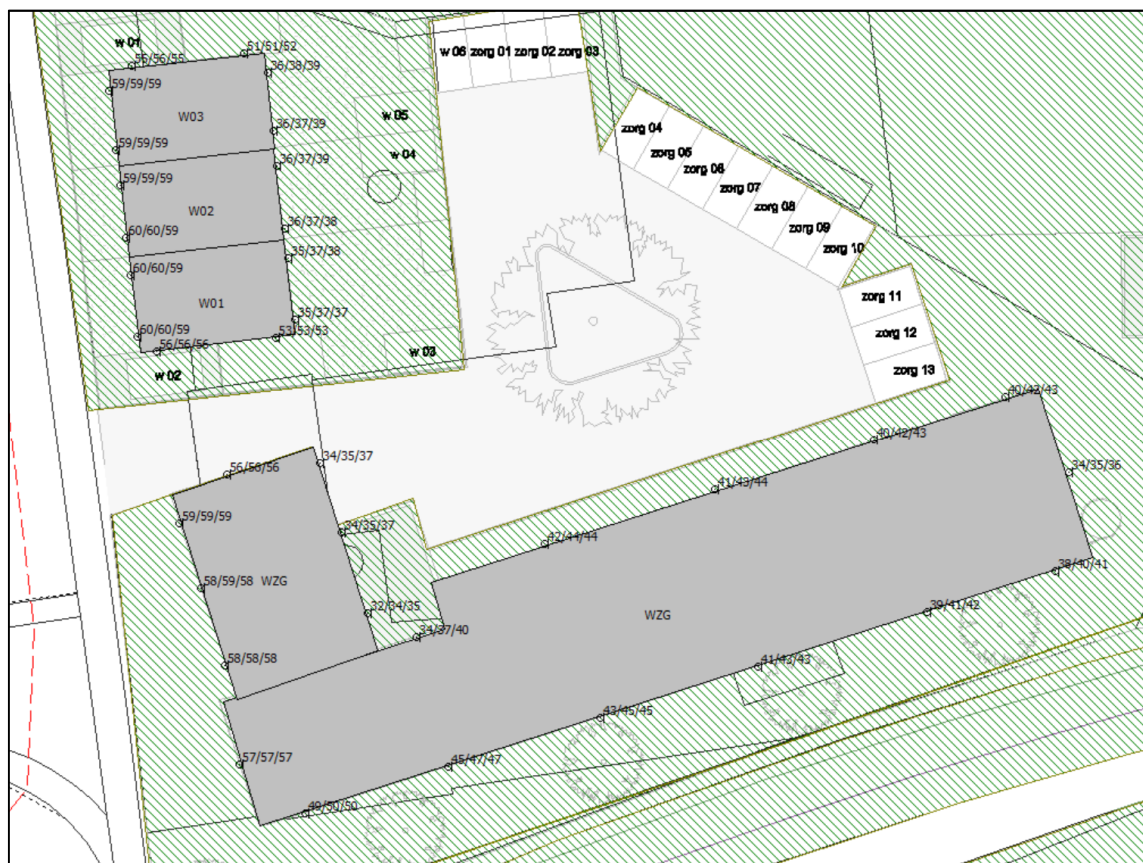 w 01
51/51/52
55/56/55
36/38/39
59/59/59
W03
36/37/39
59/59/59
36/37/39
59/59/59
W02
36/37/38
60/60/59
35/37/38
60/60/59
W01
35/37/37
60/60/59
53/53/53
56/56/56
w 02
w 03
w 04
w 05
w 06
zorg 01
zorg 02
zorg 03
zorg 04
zorg 05
zorg 06
zorg 07
zorg 08
zorg 09
zorg 10
zorg 11
zorg 12
zorg 13
40/42/43
40/42/43
34/35/36
41/43/44
42/44/44
34/35/37
56/56/56
34/35/37
59/59/59
58/59/58
WZG
32/34/35
34/37/40
58/58/58
WZG
38/40/41
39/41/42
41/43/43
43/45/45
45/47/47
57/57/57
49/50/50